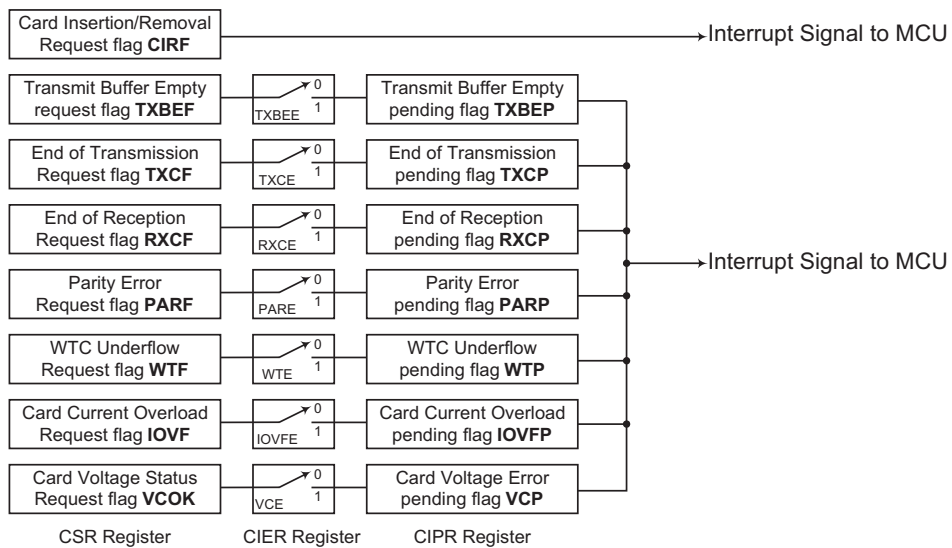 Card Insertion/Removal
Request flag CIRF
Interrupt Signal to MCU
Transmit Buffer Empty
request flag TXBEF
0
1
TXBEE
Transmit Buffer Empty
pending flag TXBEP
End of Transmission
Request flag TXCF
0
1
TXCE
End of Transmission
pending flag TXCP
End of Reception
Request flag RXCF
0
1
RXCE
End of Reception
pending flag RXCP
Interrupt Signal to MCU
Parity Error
Request flag PARF
0
1
PARE
Parity Error
pending flag PARP
WTC Underflow
Request flag WTF
0
1
WTE
WTC Underflow
pending flag WTP
Card Current Overload
Request flag IOVF
0
1
IOVFE
Card Current Overload
pending flag IOVFP
Card Voltage Status
Request flag VCOK
0
1
VCE
Card Voltage Error
pending flag VCP
CSR Register
CIER Register
CIPR Register